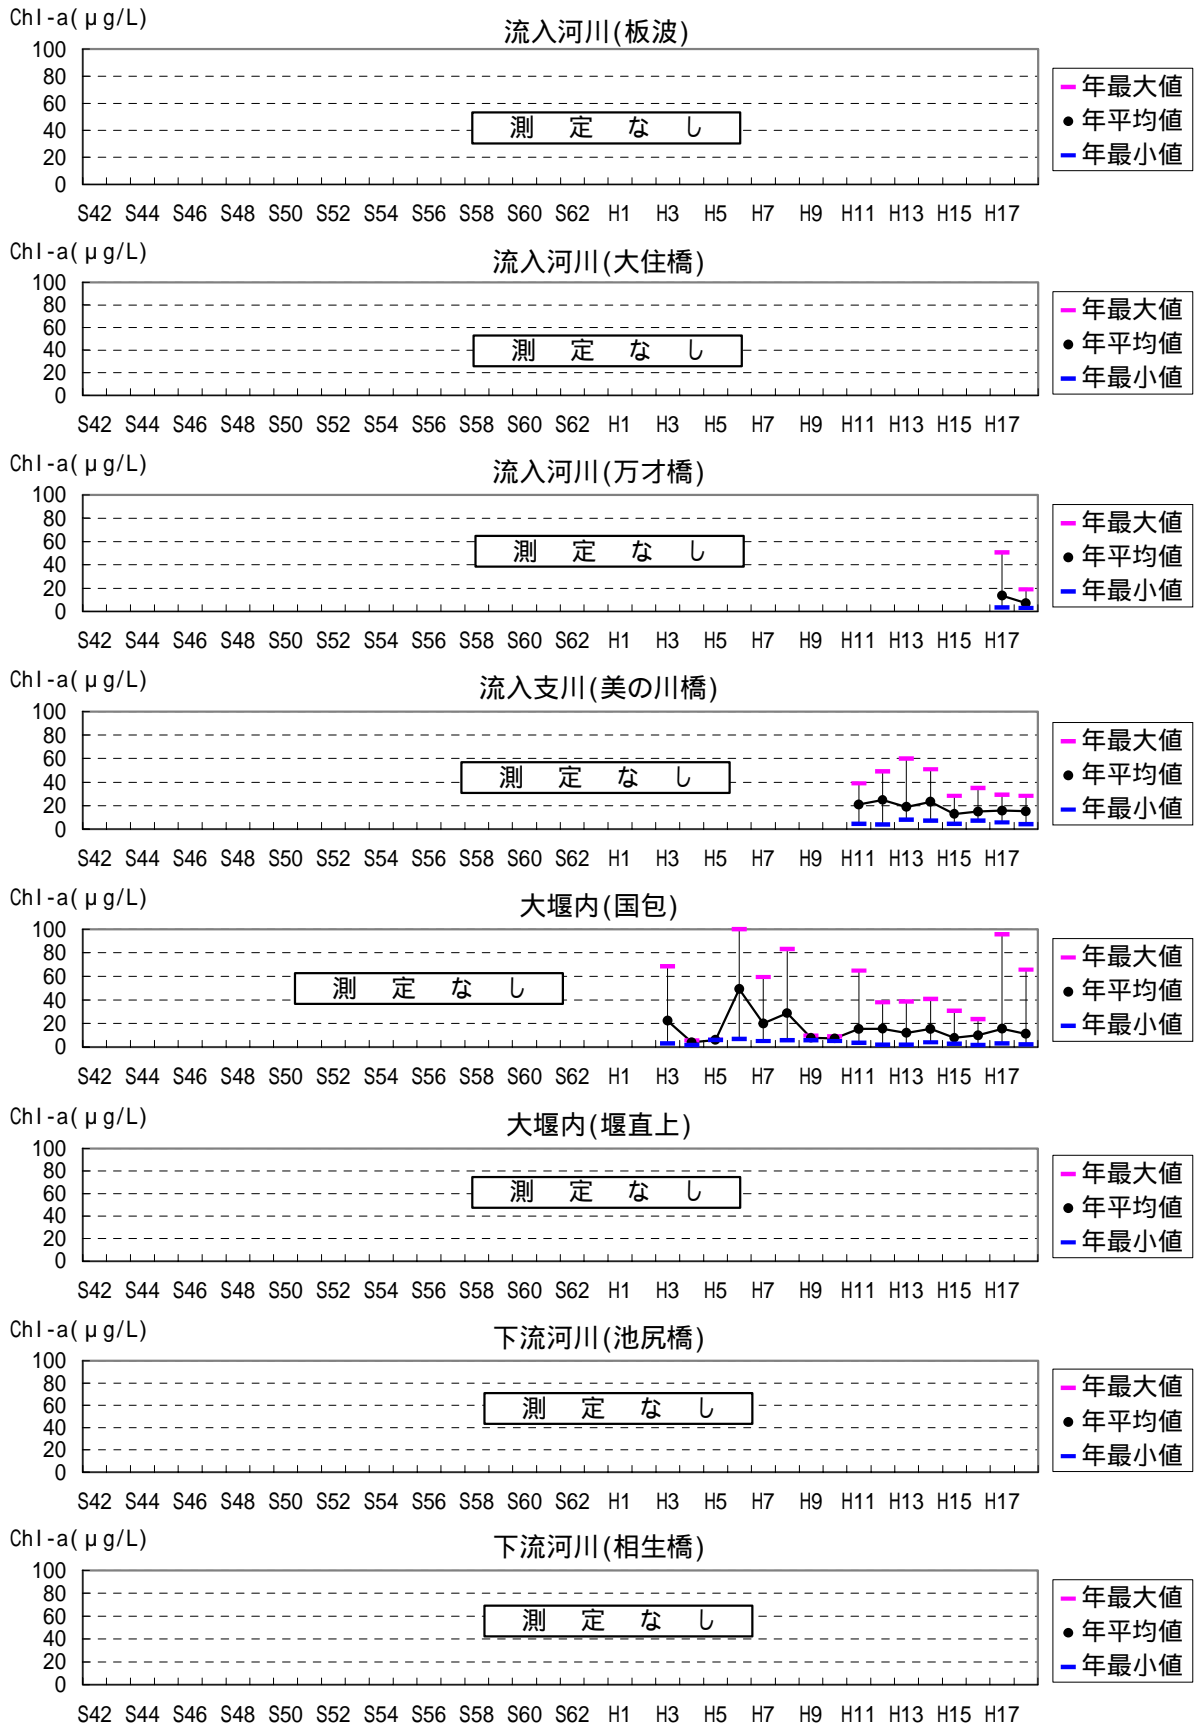 Chl-a(μg/L)
流入河川(板波)
100
80
60
40
20
0
測 定 な し
年最大値
年平均値
年最小値
S42 S44 S46 S48 S50 S52 S54 S56 S58 S60 S62 H1 H3 H5 H7 H9 H11 H13 H15 H17
Chl-a(μg/L)
流入河川(大住橋)
100
80
60
40
20
0
測 定 な し
年最大値
年平均値
年最小値
S42 S44 S46 S48 S50 S52 S54 S56 S58 S60 S62 H1 H3 H5 H7 H9 H11 H13 H15 H17
Chl-a(μg/L)
流入河川(万才橋)
100
80
60
40
20
0
測 定 な し
年最大値
年平均値
年最小値
S42 S44 S46 S48 S50 S52 S54 S56 S58 S60 S62 H1 H3 H5 H7 H9 H11 H13 H15 H17
Chl-a(μg/L)
流入支川(美の川橋)
100
80
60
40
20
0
測 定 な し
年最大値
年平均値
年最小値
S42 S44 S46 S48 S50 S52 S54 S56 S58 S60 S62 H1 H3 H5 H7 H9 H11 H13 H15 H17
Chl-a(μg/L)
大堰内(国包)
100
80
60
40
20
0
測 定 な し
年最大値
年平均値
年最小値
S42 S44 S46 S48 S50 S52 S54 S56 S58 S60 S62 H1 H3 H5 H7 H9 H11 H13 H15 H17
Chl-a(μg/L)
大堰内(堰直上)
100
80
60
40
20
0
測 定 な し
年最大値
年平均値
年最小値
S42 S44 S46 S48 S50 S52 S54 S56 S58 S60 S62 H1 H3 H5 H7 H9 H11 H13 H15 H17
Chl-a(μg/L)
下流河川(池尻橋)
100
80
60
40
20
0
測 定 な し
年最大値
年平均値
年最小値
S42 S44 S46 S48 S50 S52 S54 S56 S58 S60 S62 H1 H3 H5 H7 H9 H11 H13 H15 H17
Chl-a(μg/L)
下流河川(相生橋)
100
80
60
40
20
0
測 定 な し
年最大値
年平均値
年最小値
S42 S44 S46 S48 S50 S52 S54 S56 S58 S60 S62 H1 H3 H5 H7 H9 H11 H13 H15 H17